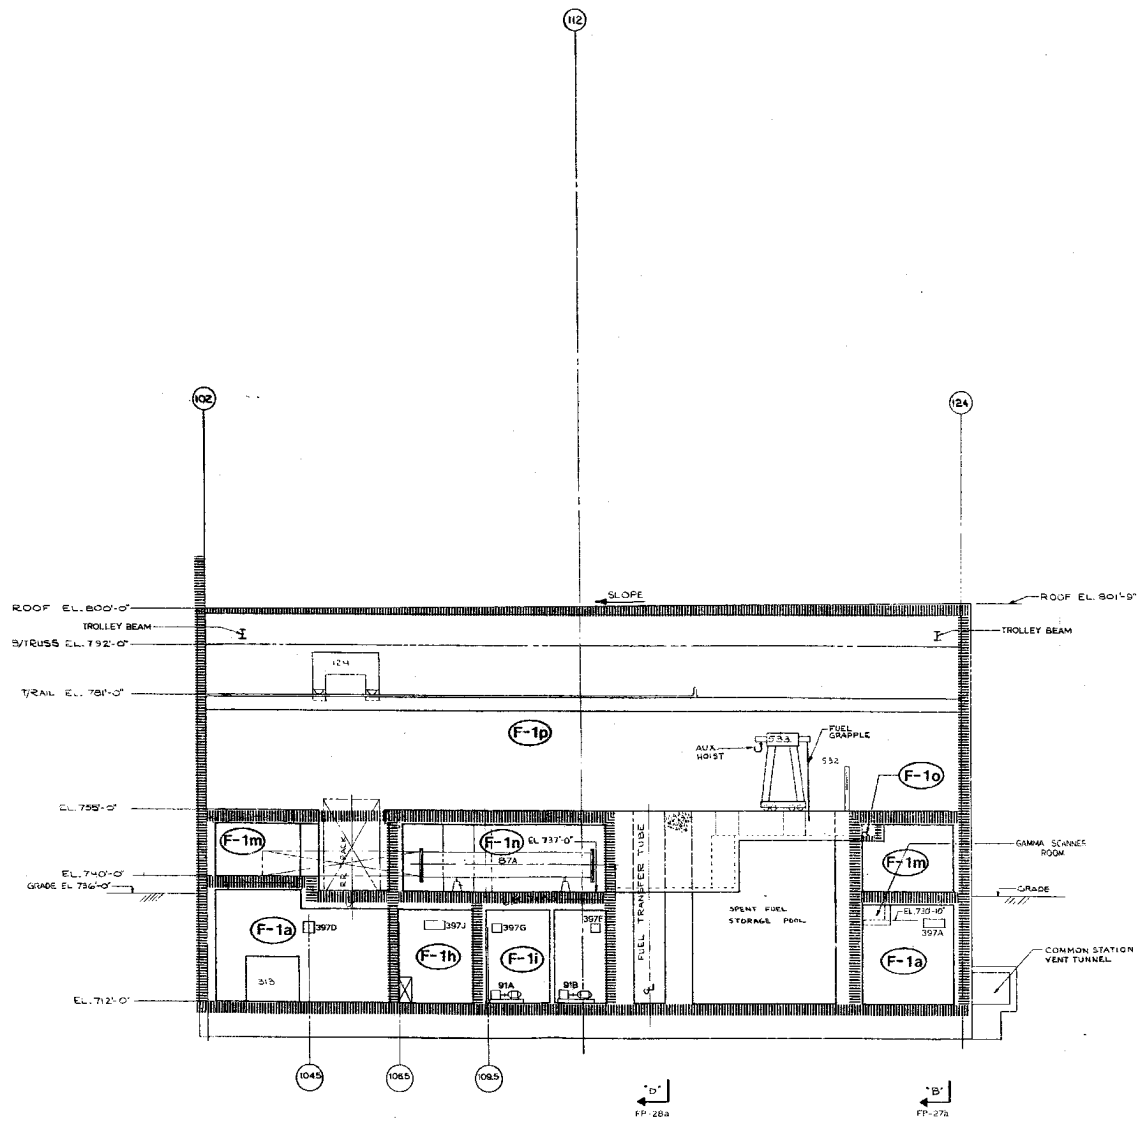 112
102
124
SLOPE
ROOF EL. 800'-0"
ROOF EL. 801'-9"
TROLLEY BEAM
TROLLEY BEAM
B/TRUSS EL. 792'-0"
124
T/RAIL EL. 781'-0"
F-1p
533
FUEL
GRAPPLE
AUX.
HOIST
532
F-1o
EL. 755'-0"
F-1m
RR TRACK
F-1n
EL 737'-0"
87A
FUEL TRANSFER TUBE
F-1m
GAMMA SCANNER
ROOM
EL. 740'-0"
GRADE EL 736'-0"
GRADE
SPENT FUEL
STORAGE POOL
EL. 730'-10"
F-1a
397D
397J
397G
397F
397A
F-1h
F-1i
F-1a
COMMON STATION
VENT TUNNEL
313
91A
91B
EL. 712'-0"
104.5
106.5
109.5
"D"
FP-28a
"B"
FP-27a